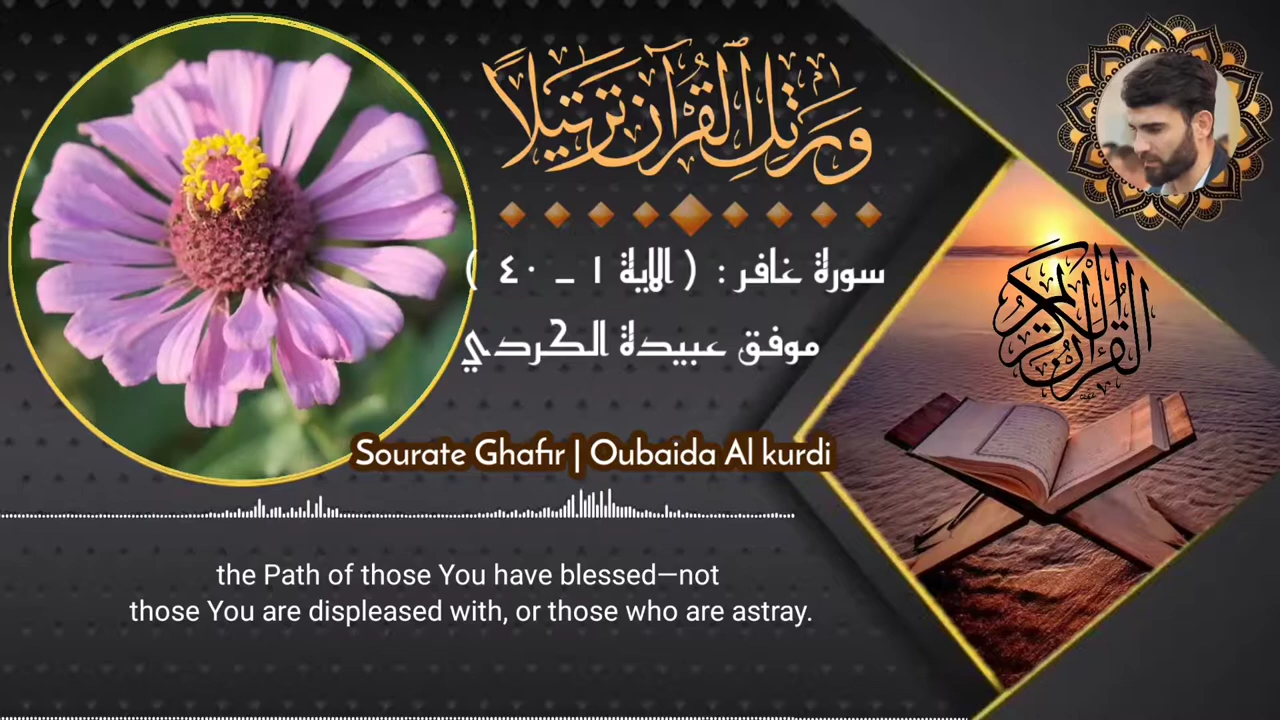 ورتل القرآن ترتيلاً
سورة غافر : ( الاية ١ _ ٤٠ )
موفق عبيدة الكردي
القرآن الكريم
Sourate Ghafir | Oubaida Al kurdi
the Path of those You have blessed—not
those You are displeased with, or those who are astray.